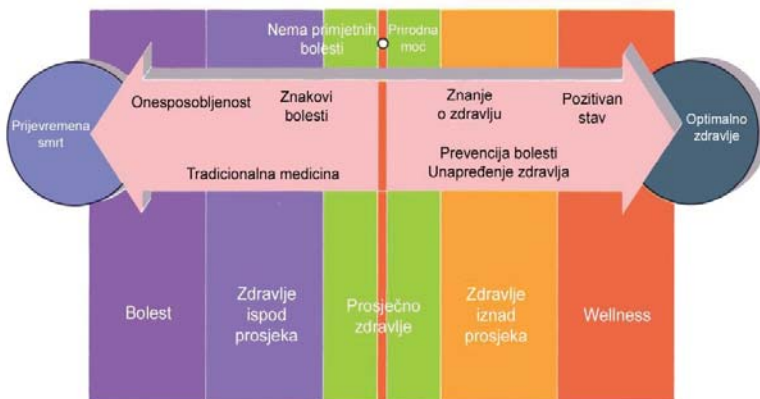 Nema primjetnih
bolesti
Prirodna
moć
Onesposobljenost
Znakovi
bolesti
Znanje
o zdravlju
Pozitivan
stav
Prijevremena
smrt
Optimalno
zdravlje
Tradicionalna medicina
Prevencija bolesti
Unapređenje zdravlja
Bolest
Zdravlje
ispod
prosjeka
Prosječno
zdravlje
Zdravlje
iznad
prosjeka
Wellness